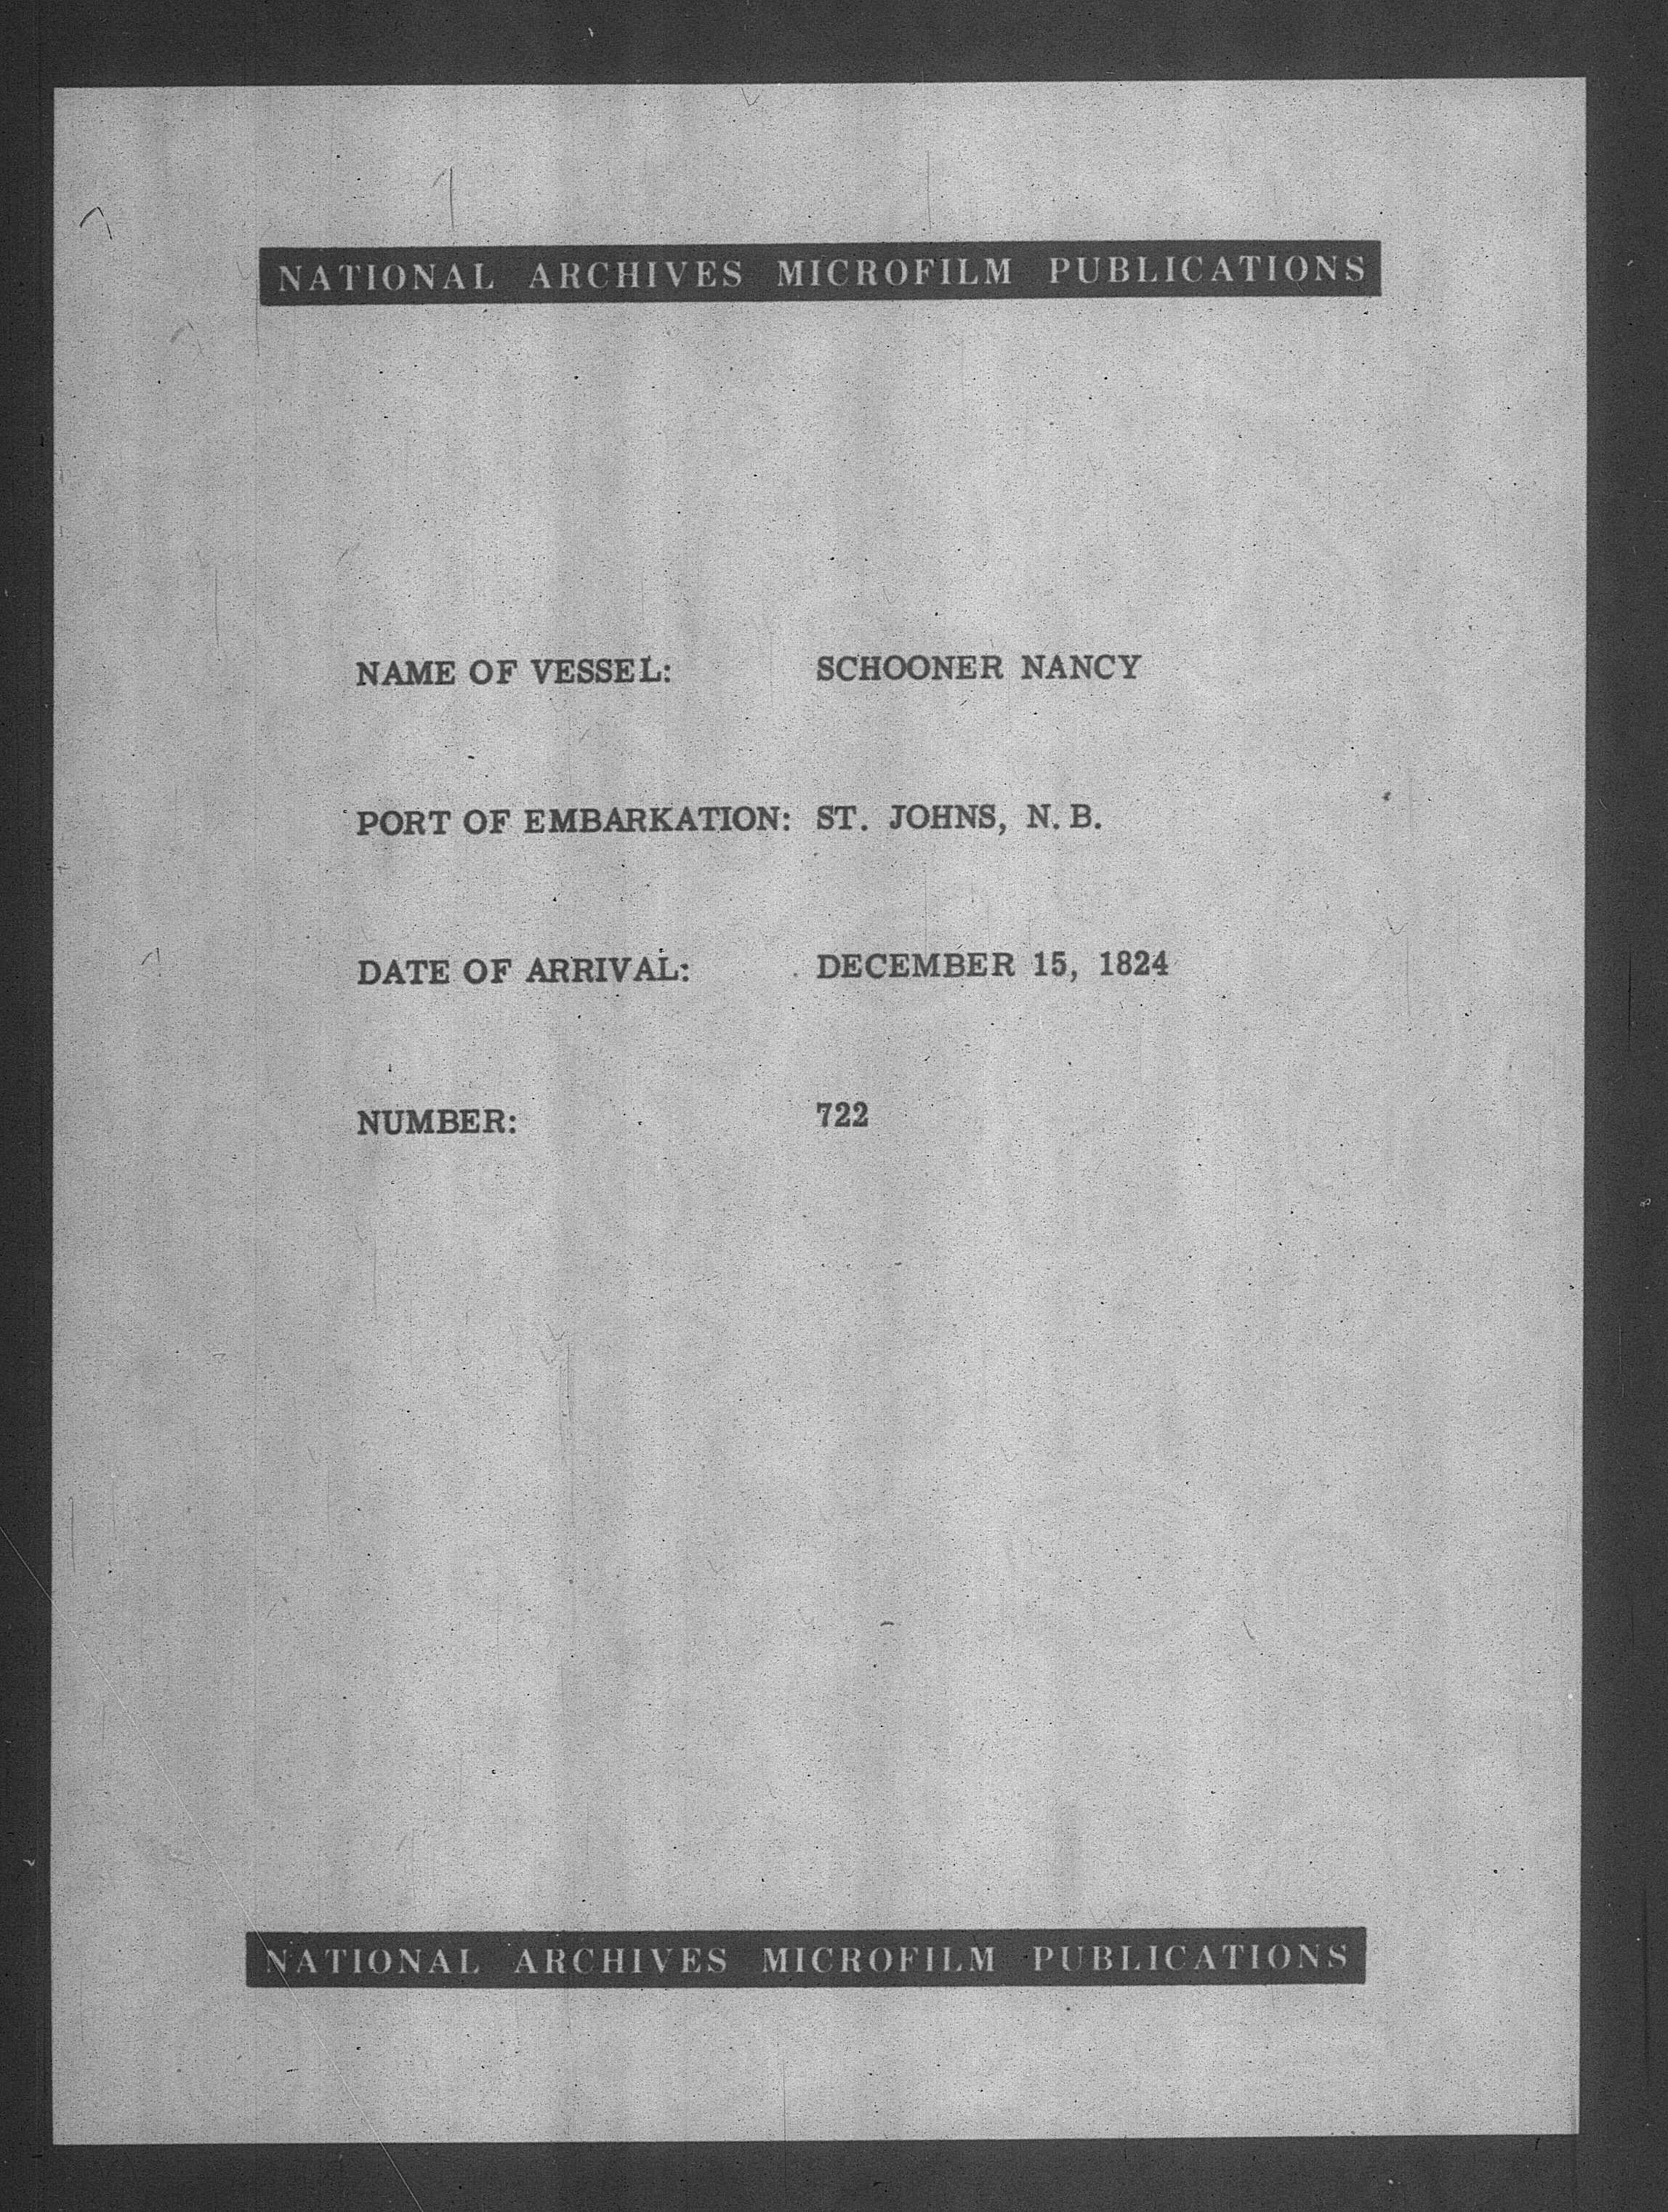 NATIONAL ARCHIVES MICROFILM PUBLICATIONS
NAME OF VESSEL: SCHOONER NANCY
PORT OF EMBARKATION: ST. JOHNS, N. B.
DATE OF ARRIVAL: DECEMBER 15, 1824
NUMBER: 722
NATIONAL ARCHIVES MICROFILM PUBLICATIONS